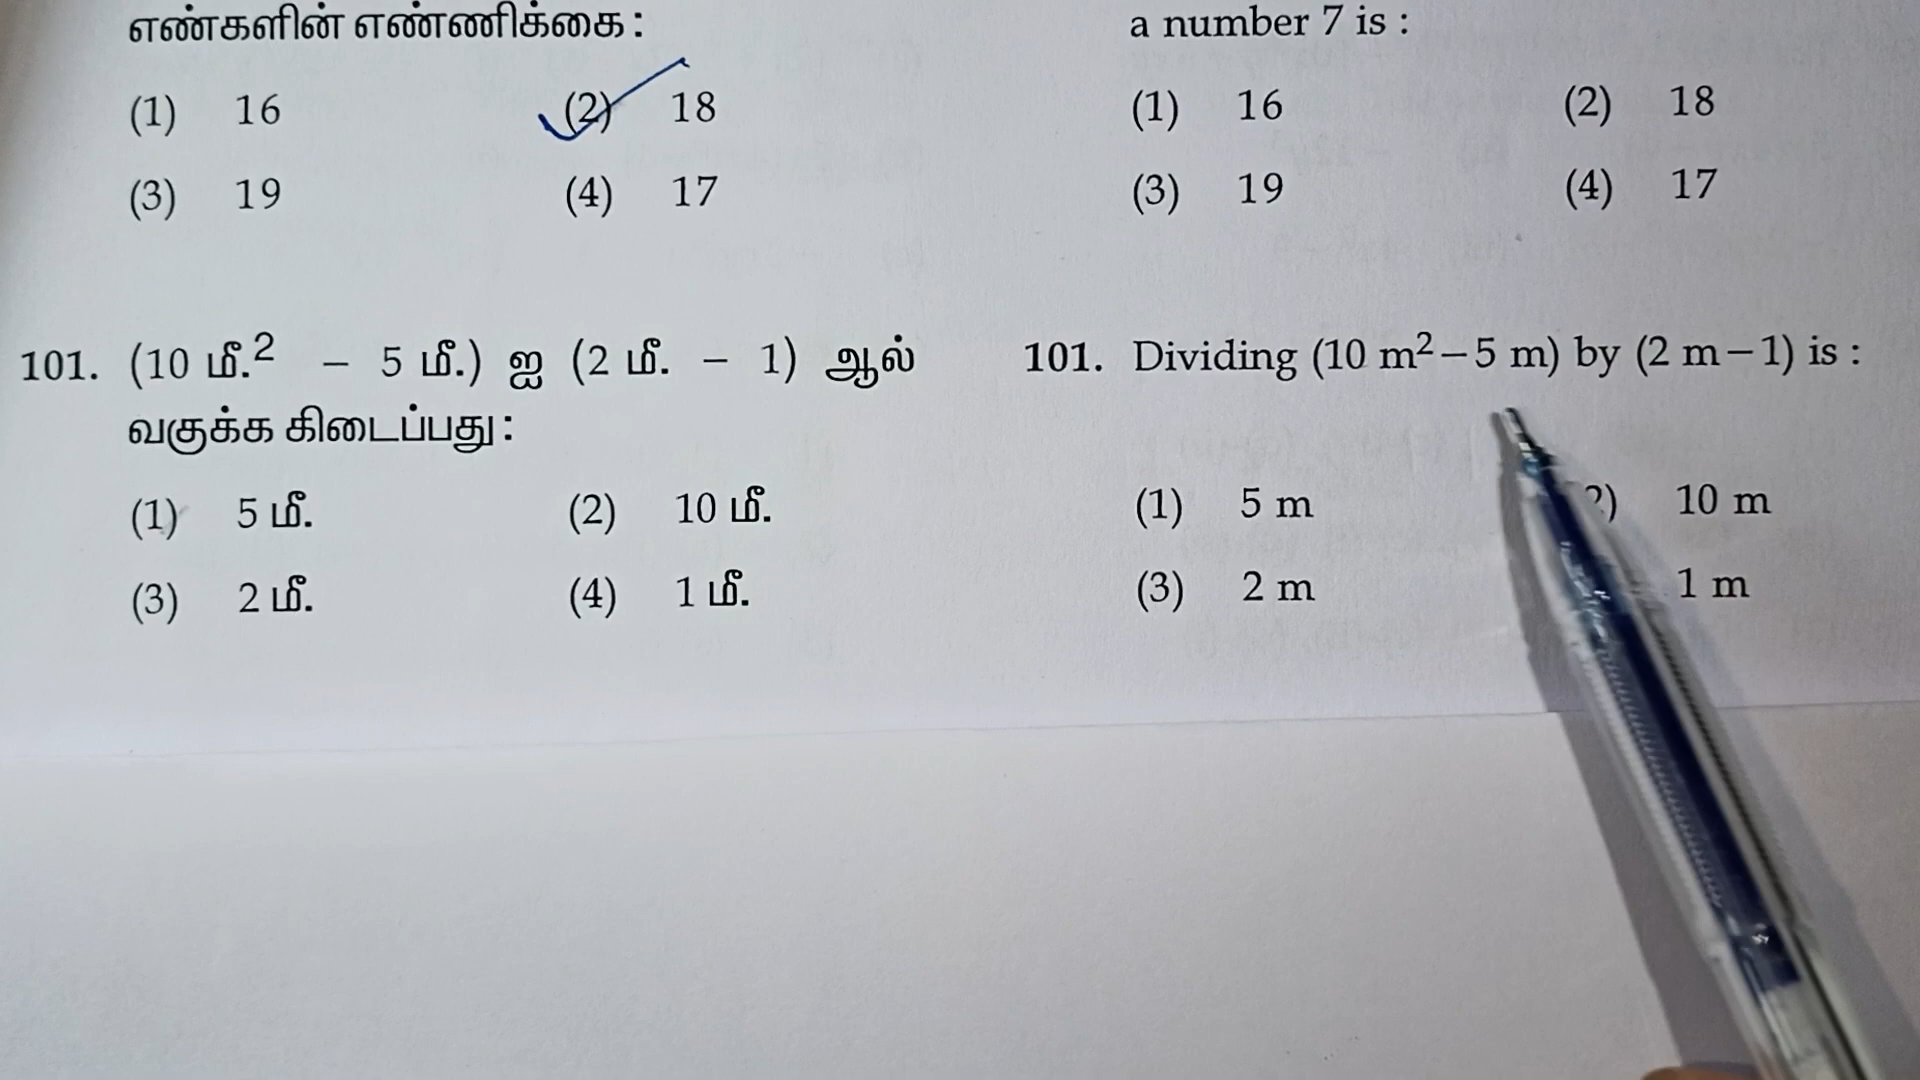 எண்களின் எண்ணிக்கை :
(1) 16 (2) 18
(3) 19 (4) 17
101. (10 மீ.² – 5 மீ.) ஐ (2 மீ. – 1) ஆல்
வகுக்க கிடைப்பது :
(1) 5 மீ. (2) 10 மீ.
(3) 2 மீ. (4) 1 மீ.
a number 7 is :
(1) 16 (2) 18
(3) 19 (4) 17
101. Dividing (10 m² – 5 m) by (2 m – 1) is :
(1) 5 m 2) 10 m
(3) 2 m 1 m